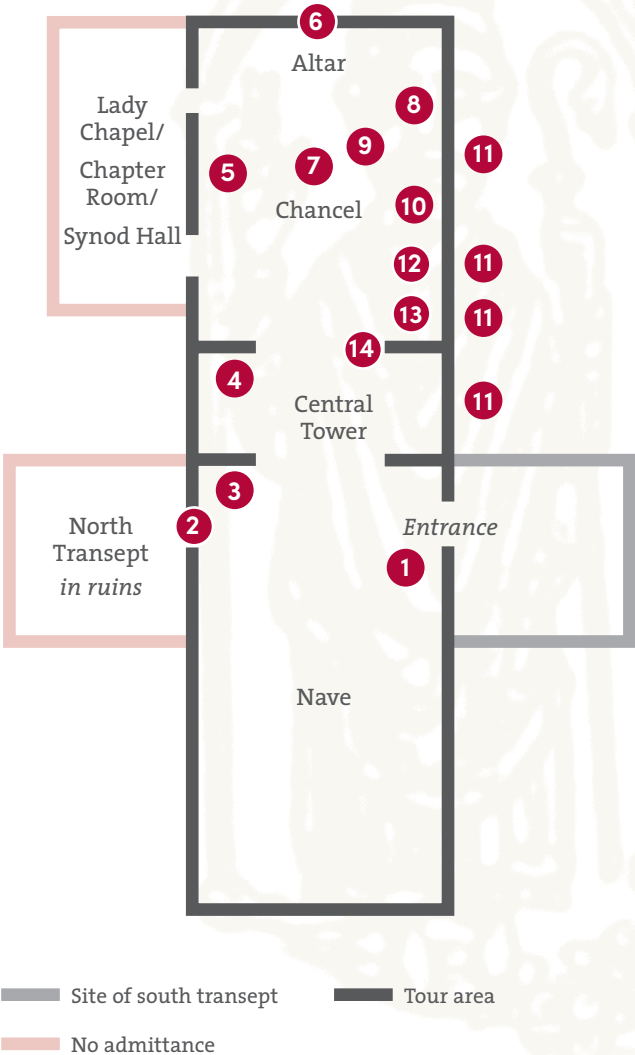 6
Altar
Lady
Chapel/
Chapter
Room/
Synod Hall
8
9
7
5
11
Chancel
10
12
11
13
11
14
4
Central
Tower
11
3
2
North
Transept
in ruins
Entrance
1
Nave
Site of south transept
Tour area
No admittance